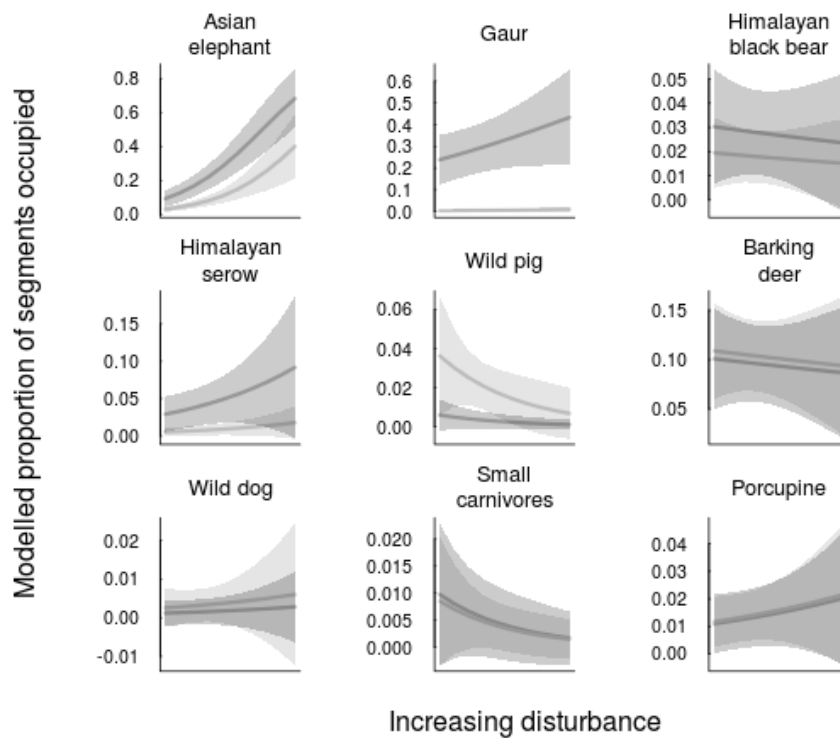 Modelled proportion of segments occupied
Asian
elephant
0.8
0.6
0.4
0.2
0.0
Gaur
0.6
0.5
0.4
0.3
0.2
0.1
0.0
Himalayan
black bear
0.05
0.04
0.03
0.02
0.01
0.00
Himalayan
serow
0.15
0.10
0.05
0.00
Wild pig
0.06
0.04
0.02
0.00
Barking
deer
0.15
0.10
0.05
Wild dog
0.02
0.01
0.00
-0.01
Small
carnivores
0.020
0.015
0.010
0.005
0.000
Porcupine
0.04
0.03
0.02
0.01
0.00
Increasing disturbance